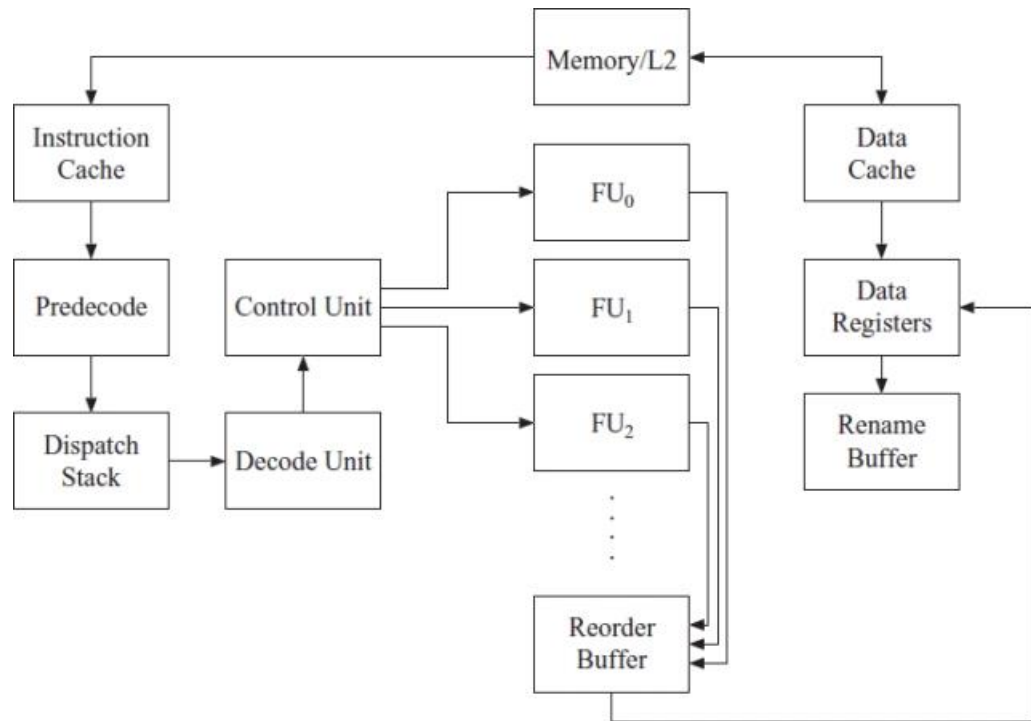 Memory/L2
Instruction
Cache
Data
Cache
FU₀
Predecode
Control Unit
FU₁
Data
Registers
Dispatch
Stack
Decode Unit
FU₂
Rename
Buffer
Reorder
Buffer